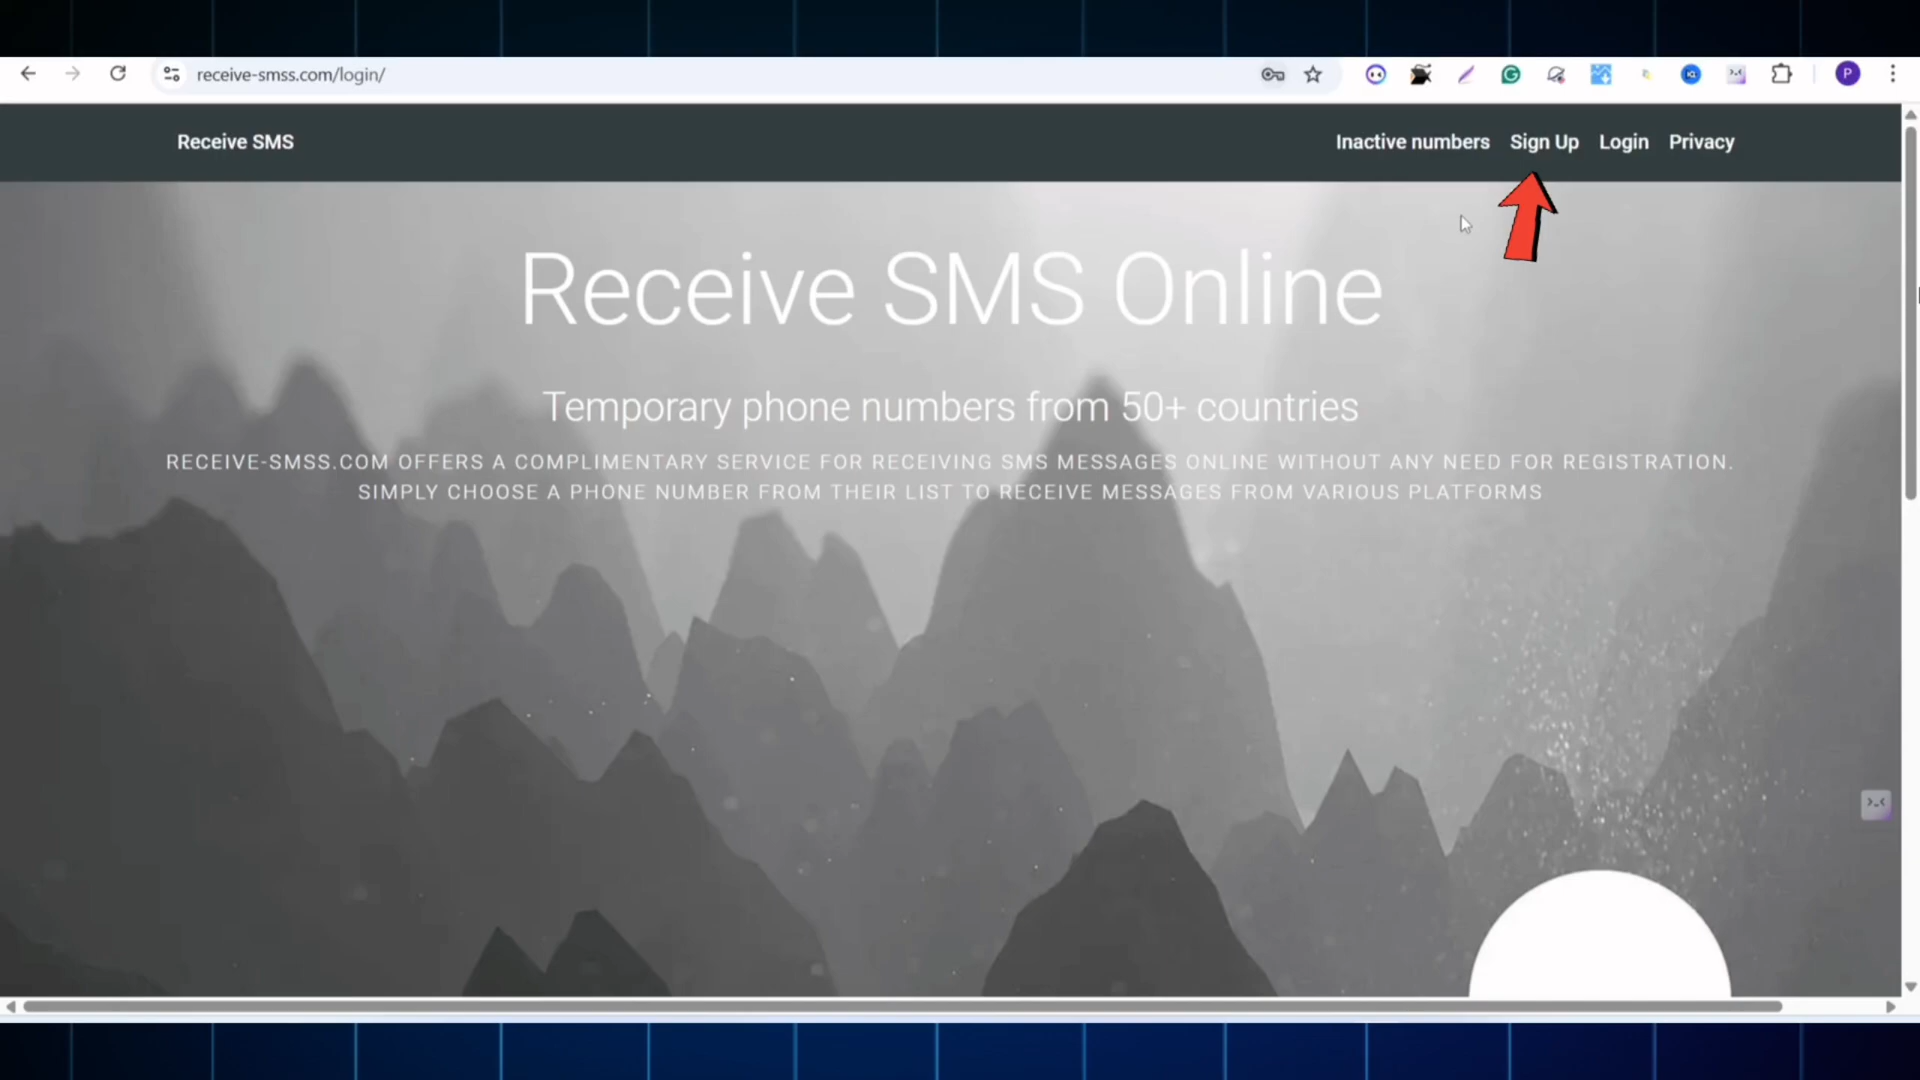 receive-smss.com/login/
P
Receive SMS
Inactive numbers Sign Up Login Privacy
Receive SMS Online
Temporary phone numbers from 50+ countries
RECEIVE-SMSS.COM OFFERS A COMPLIMENTARY SERVICE FOR RECEIVING SMS MESSAGES ONLINE WITHOUT ANY NEED FOR REGISTRATION.
SIMPLY CHOOSE A PHONE NUMBER FROM THEIR LIST TO RECEIVE MESSAGES FROM VARIOUS PLATFORMS